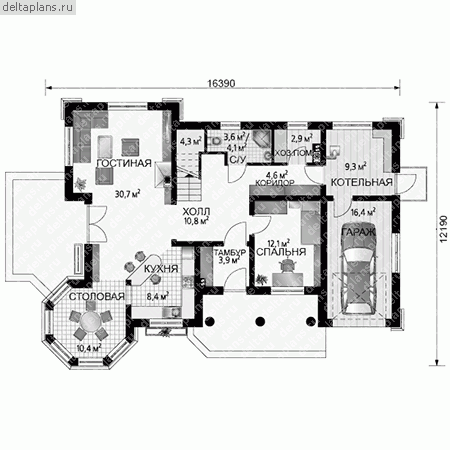 deltaplans.ru
16390
12190
ГОСТИНАЯ
30,7 м²
4,3 м²
3,6 м²/
4,1 м²
С/У
2,9 м²
ХОЗ.ПОМ.
9,3 м²
КОТЕЛЬНАЯ
4,6 м²
КОРИДОР
ХОЛЛ
10,8 м²
16,4 м²
ГАРАЖ
12,1 м²
СПАЛЬНЯ
ТАМБУР
3,9 м²
КУХНЯ
8,4 м²
СТОЛОВАЯ
10,4 м²